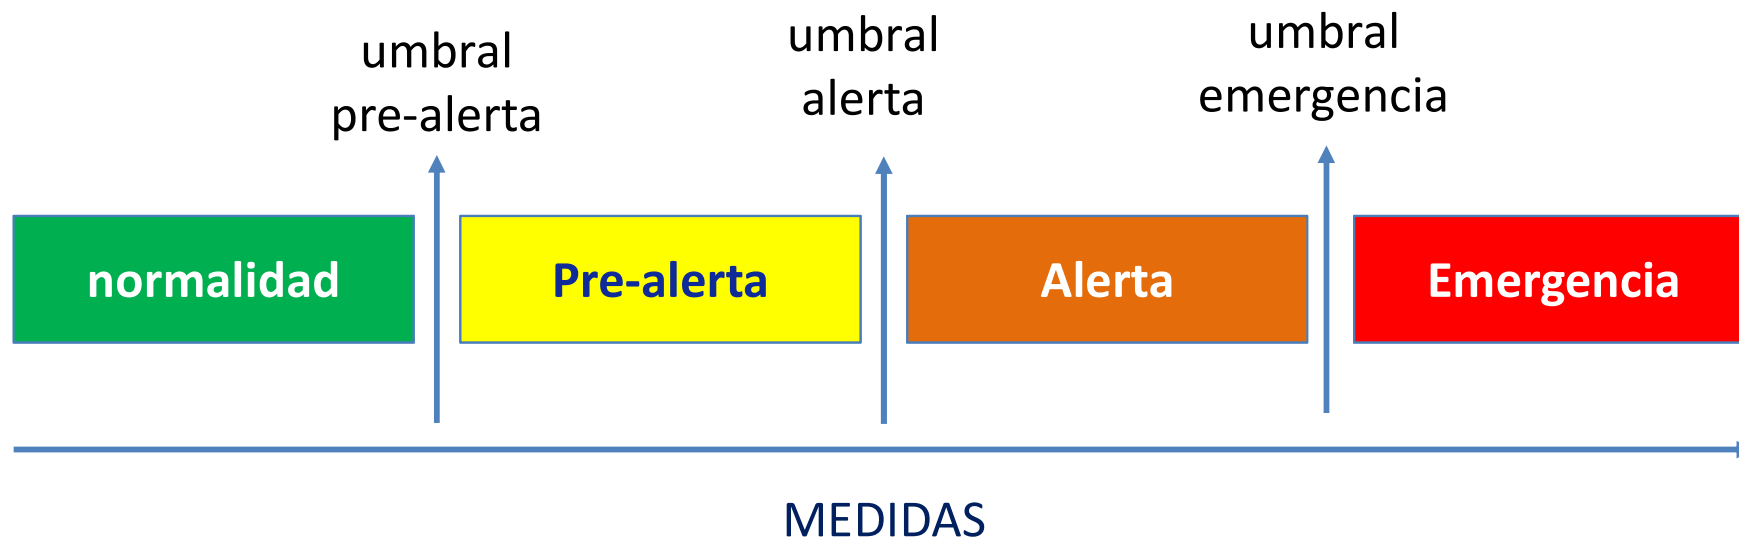 umbral
pre-alerta
umbral
alerta
umbral
emergencia
normalidad
Pre-alerta
Alerta
Emergencia
MEDIDAS